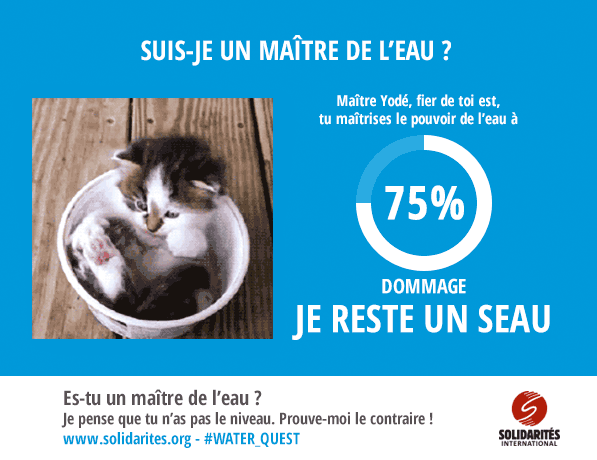 SUIS-JE UN MAÎTRE DE L'EAU ?
Maître Yodé, fier de toi est,
tu maîtrises le pouvoir de l'eau à
75%
DOMMAGE
JE RESTE UN SEAU
Es-tu un maître de l'eau ?
Je pense que tu n'as pas le niveau. Prouve-moi le contraire !
www.solidarites.org - #WATER_QUEST
SOLIDARITÉS
INTERNATIONAL